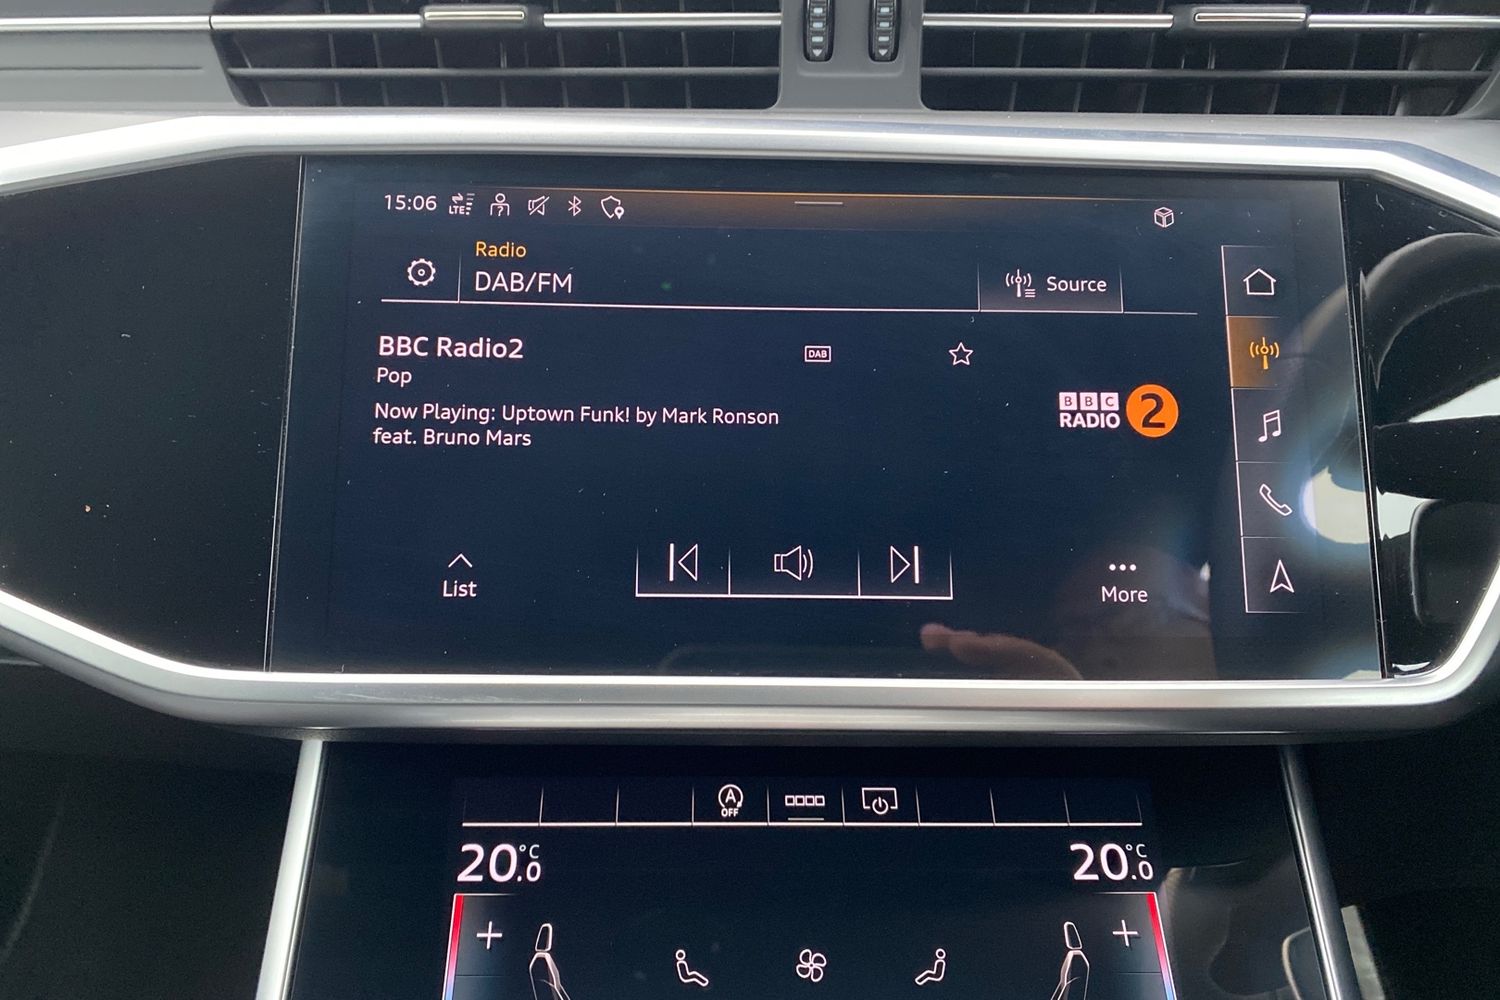 15:06
LTE
Radio
DAB/FM
Source
BBC Radio2
DAB
Pop
Now Playing: Uptown Funk! by Mark Ronson
feat. Bruno Mars
BBC
RADIO 2
List
More
A
OFF
20.0 °C
20.0 °C